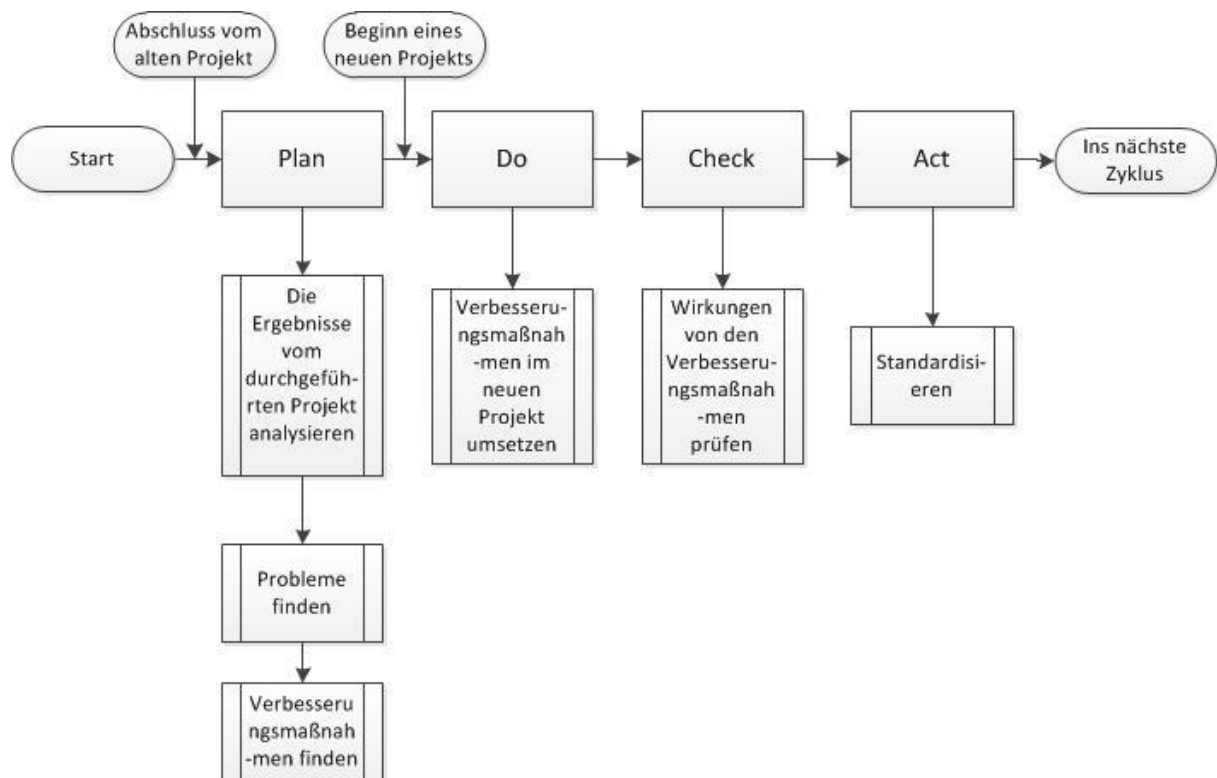 Abschluss vom
alten Projekt
Beginn eines
neuen Projekts
Start
Plan
Do
Check
Act
Ins nächste
Zyklus
Die
Ergebnisse
vom
durchgefüh-
rten Projekt
analysieren
Verbesseru-
ngsmaßnah
-men im
neuen
Projekt
umsetzen
Wirkungen
von den
Verbesseru-
ngsmaßnah
-men
prüfen
Standardisi-
eren
Probleme
finden
Verbesseru
ngsmaßnah
-men finden